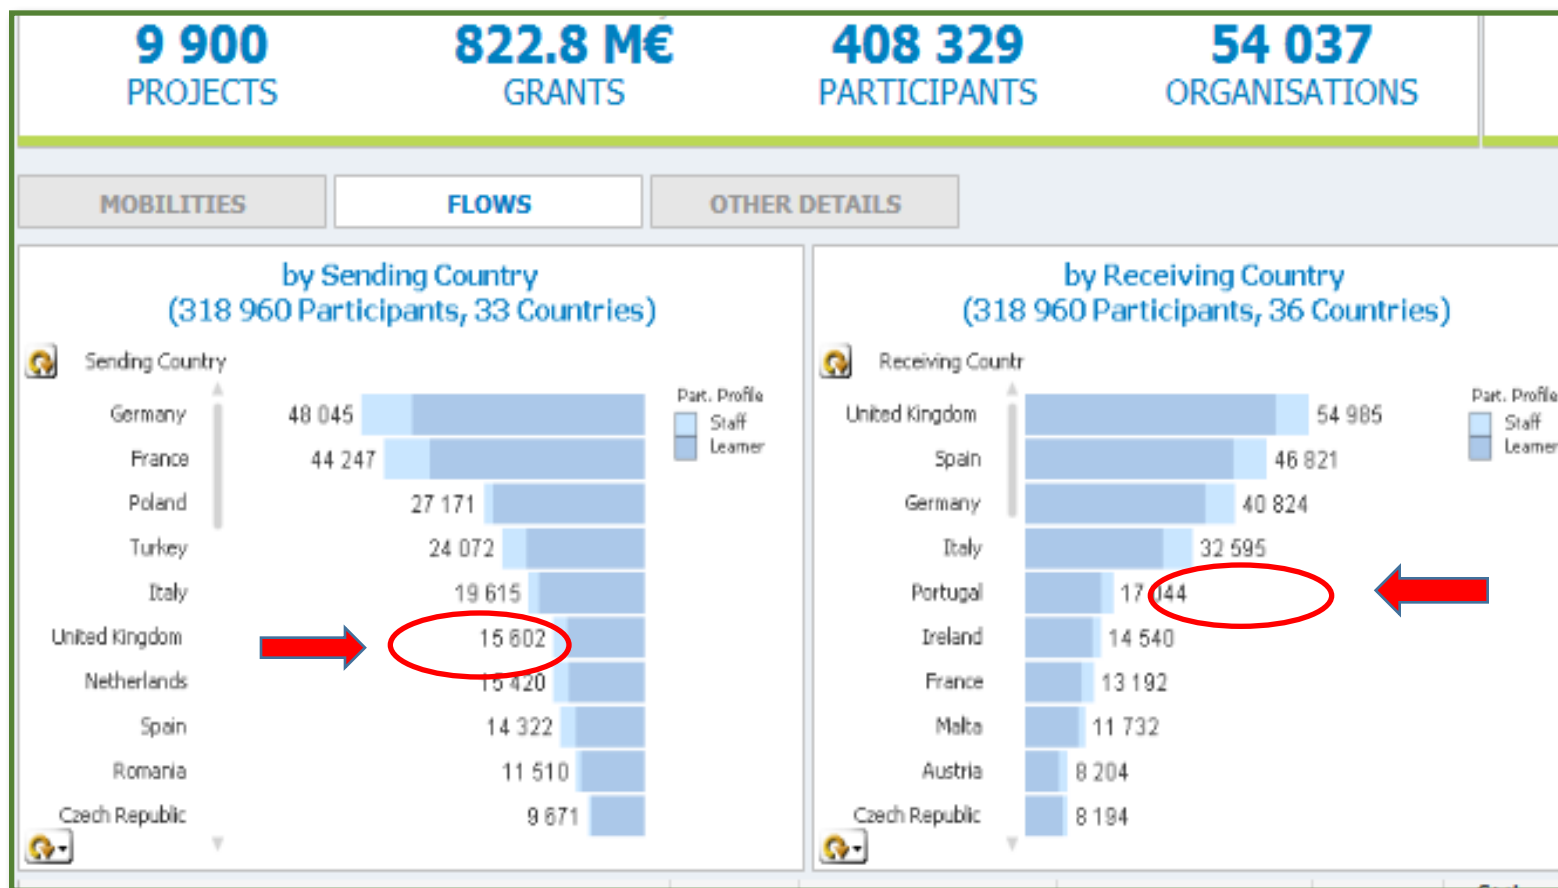 9 900
PROJECTS
822.8 M€
GRANTS
408 329
PARTICIPANTS
54 037
ORGANISATIONS
MOBILITIES
FLOWS
OTHER DETAILS
by Sending Country
(318 960 Participants, 33 Countries)
Sending Country
Part. Profile
Staff
Learner
Germany 48 045
France 44 247
Poland 27 171
Turkey 24 072
Italy 19 615
United Kingdom 15 602
Netherlands 15 420
Spain 14 322
Romania 11 510
Czech Republic 9 671
by Receiving Country
(318 960 Participants, 36 Countries)
Receiving Countr
Part. Profile
Staff
Learner
United Kingdom 54 985
Spain 46 821
Germany 40 824
Italy 32 595
Portugal 17 044
Ireland 14 540
France 13 192
Malta 11 732
Austria 8 204
Czech Republic 8 194